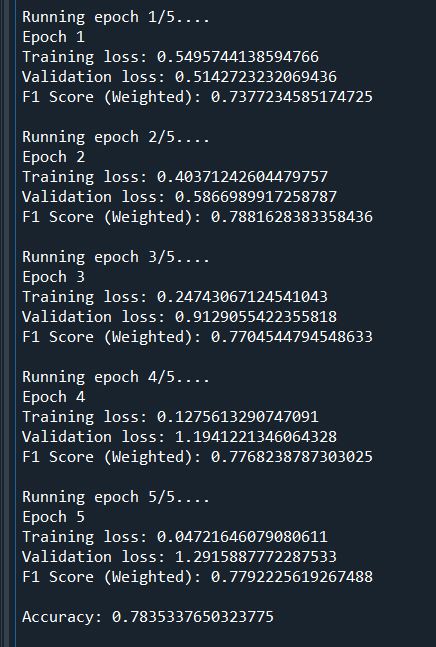 Running epoch 1/5....
Epoch 1
Training loss: 0.5495744138594766
Validation loss: 0.5142723232069436
F1 Score (Weighted): 0.7377234585174725
Running epoch 2/5....
Epoch 2
Training loss: 0.40371242604479757
Validation loss: 0.5866989917258787
F1 Score (Weighted): 0.7881628383358436
Running epoch 3/5....
Epoch 3
Training loss: 0.24743067124541043
Validation loss: 0.9129055422355818
F1 Score (Weighted): 0.7704544794548633
Running epoch 4/5....
Epoch 4
Training loss: 0.1275613290747091
Validation loss: 1.1941221346064328
F1 Score (Weighted): 0.7768238787303025
Running epoch 5/5....
Epoch 5
Training loss: 0.04721646079080611
Validation loss: 1.2915887772287533
F1 Score (Weighted): 0.7792225619267488
Accuracy: 0.7835337650323775